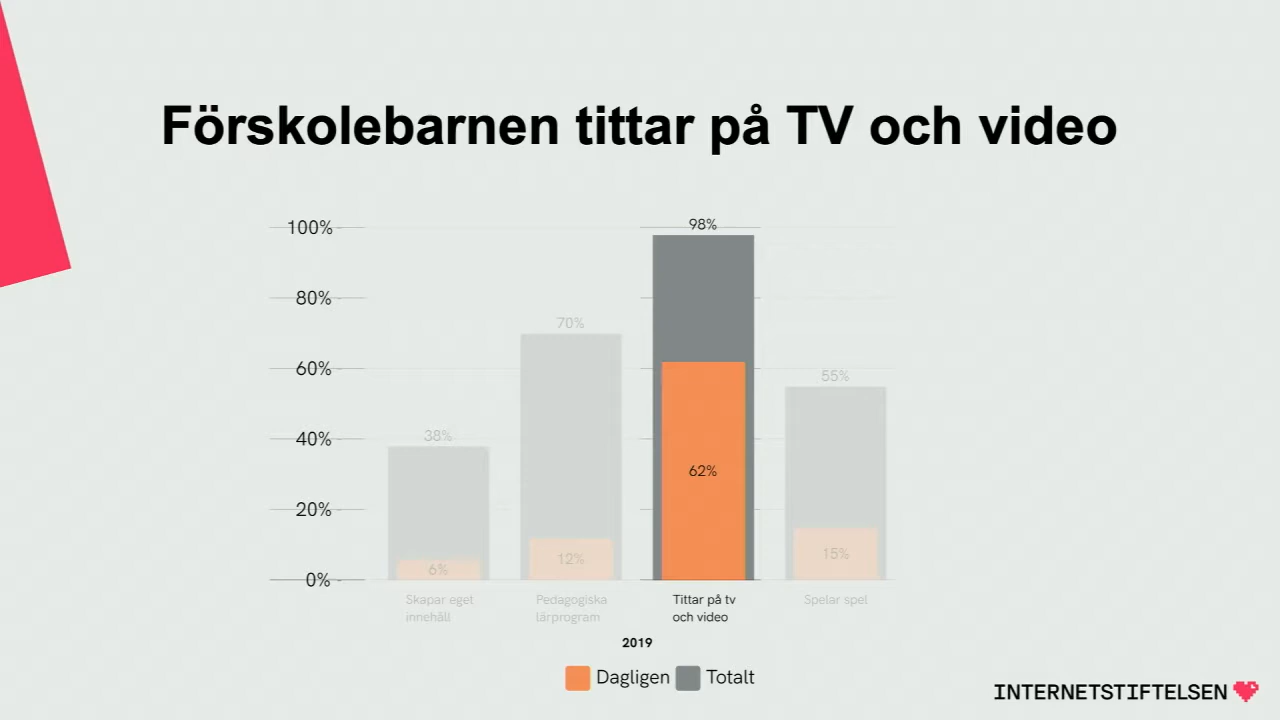 Förskolebarnen tittar på TV och video
100%
80%
60%
40%
20%
0%
38%
70%
98%
55%
6%
12%
62%
15%
Skapar eget
innehåll
Pedagogiska
lärprogram
Tittar på tv
och video
Spelar spel
2019
Dagligen Totalt
INTERNETSTIFTELSEN